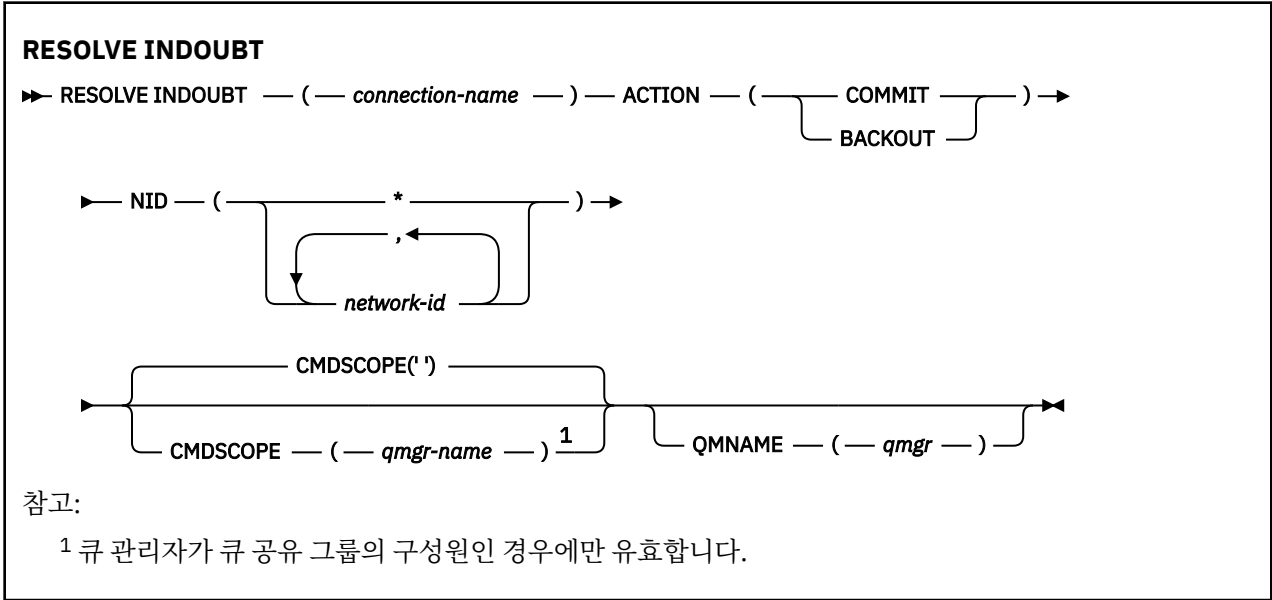 RESOLVE INDOUBT
RESOLVE INDOUBT ( connection-name ) ACTION ( COMMIT )
BACKOUT
NID ( * )
,
network-id
CMDSCOPE(' ')
CMDSCOPE ( qmgr-name ) 1
QMNAME ( qmgr )
참고:
1 큐 관리자가 큐 공유 그룹의 구성원인 경우에만 유효합니다.